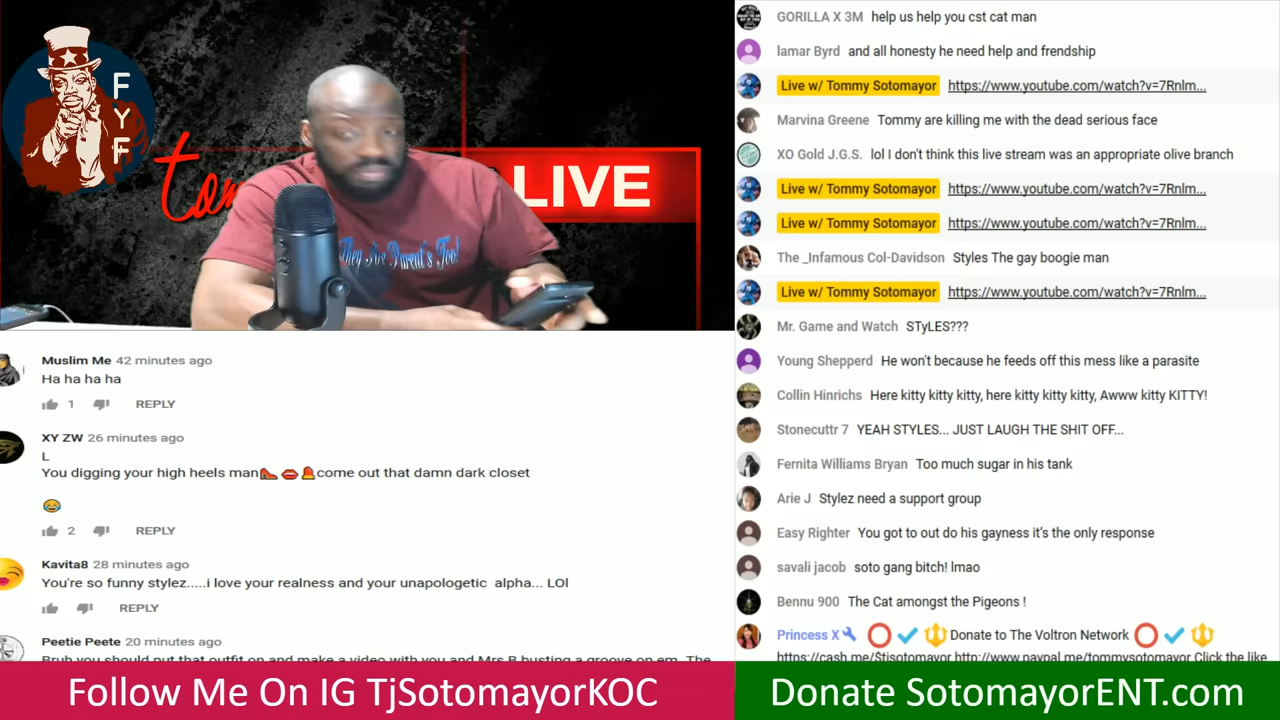 F
Y
F
LIVE
They Are Parent's Too!
Muslim Me 42 minutes ago
Ha ha ha ha
1 REPLY
XY ZW 26 minutes ago
L
You digging your high heels man👠👄💄come out that damn dark closet
😂
2 REPLY
Kavita8 28 minutes ago
You're so funny stylez.....i love your realness and your unapologetic alpha... LOl
REPLY
Peetie Peete 20 minutes ago
Bruh you should put that outfit on and make a video with you and Mrs B busting a groove on em. The
Follow Me On IG TjSotomayorKOC
GORILLA X 3M help us help you cst cat man
lamar Byrd and all honesty he need help and frendship
Live w/ Tommy Sotomayor https://www.youtube.com/watch?v=7Rnlm...
Marvina Greene Tommy are killing me with the dead serious face
XO Gold J.G.S. lol I don't think this live stream was an appropriate olive branch
Live w/ Tommy Sotomayor https://www.youtube.com/watch?v=7Rnlm...
Live w/ Tommy Sotomayor https://www.youtube.com/watch?v=7Rnlm...
The _Infamous Col-Davidson Styles The gay boogie man
Live w/ Tommy Sotomayor https://www.youtube.com/watch?v=7Rnlm...
Mr. Game and Watch STyLES???
Young Shepperd He won't because he feeds off this mess like a parasite
Collin Hinrichs Here kitty kitty kitty, here kitty kitty kitty, Awww kitty KITTY!
Stonecuttr 7 YEAH STYLES... JUST LAUGH THE SHIT OFF...
Fernita Williams Bryan Too much sugar in his tank
Arie J Stylez need a support group
Easy Righter You got to out do his gayness it's the only response
savali jacob soto gang bitch! lmao
Bennu 900 The Cat amongst the Pigeons !
Princess X🔧 ⭕ ✔ 🔱 Donate to The Voltron Network ⭕ ✔ 🔱
https://cash.me/$tjsotomayor http://www.paypal.me/tommysotomayor Click the like
Donate SotomayorENT.com